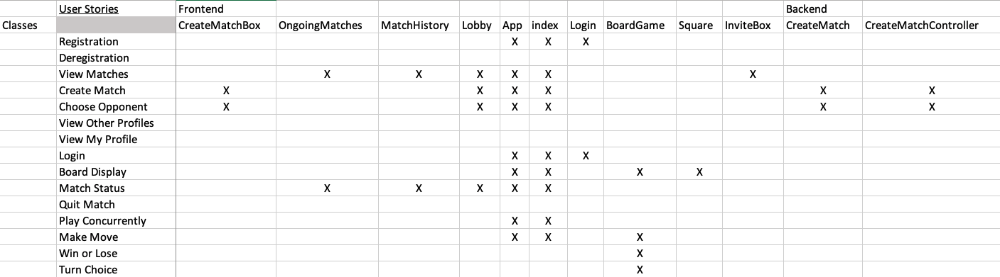 User Stories Frontend Backend
Classes CreateMatchBox OngoingMatches MatchHistory Lobby App index Login BoardGame Square InviteBox CreateMatch CreateMatchController
Registration X X X
Deregistration
View Matches X X X X X X
Create Match X X X X X X
Choose Opponent X X X X X X
View Other Profiles
View My Profile
Login X X X
Board Display X X X X
Match Status X X X X X
Quit Match
Play Concurrently X X
Make Move X X X
Win or Lose X
Turn Choice X